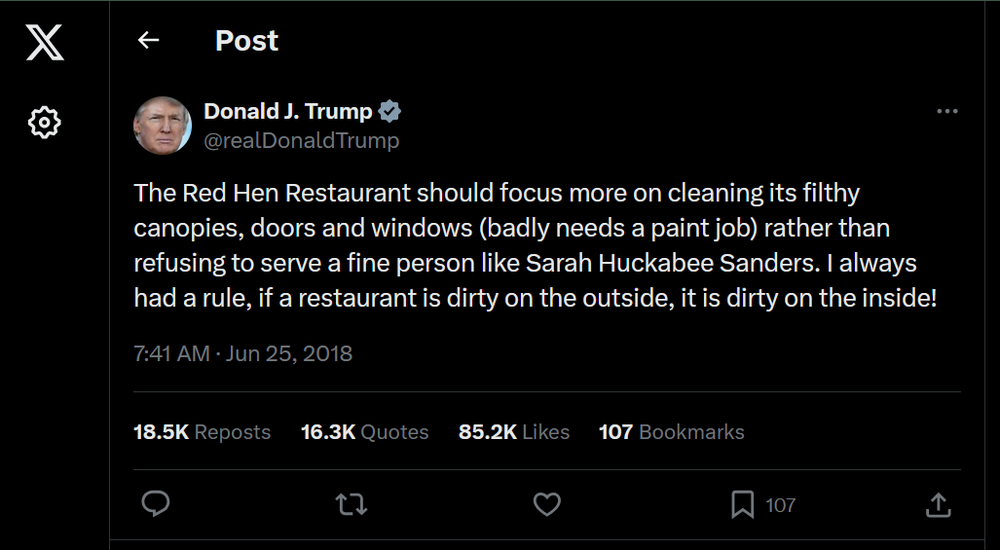 Post
Donald J. Trump
@realDonaldTrump
The Red Hen Restaurant should focus more on cleaning its filthy
canopies, doors and windows (badly needs a paint job) rather than
refusing to serve a fine person like Sarah Huckabee Sanders. I always
had a rule, if a restaurant is dirty on the outside, it is dirty on the inside!
7:41 AM · Jun 25, 2018
18.5K Reposts 16.3K Quotes 85.2K Likes 107 Bookmarks
107